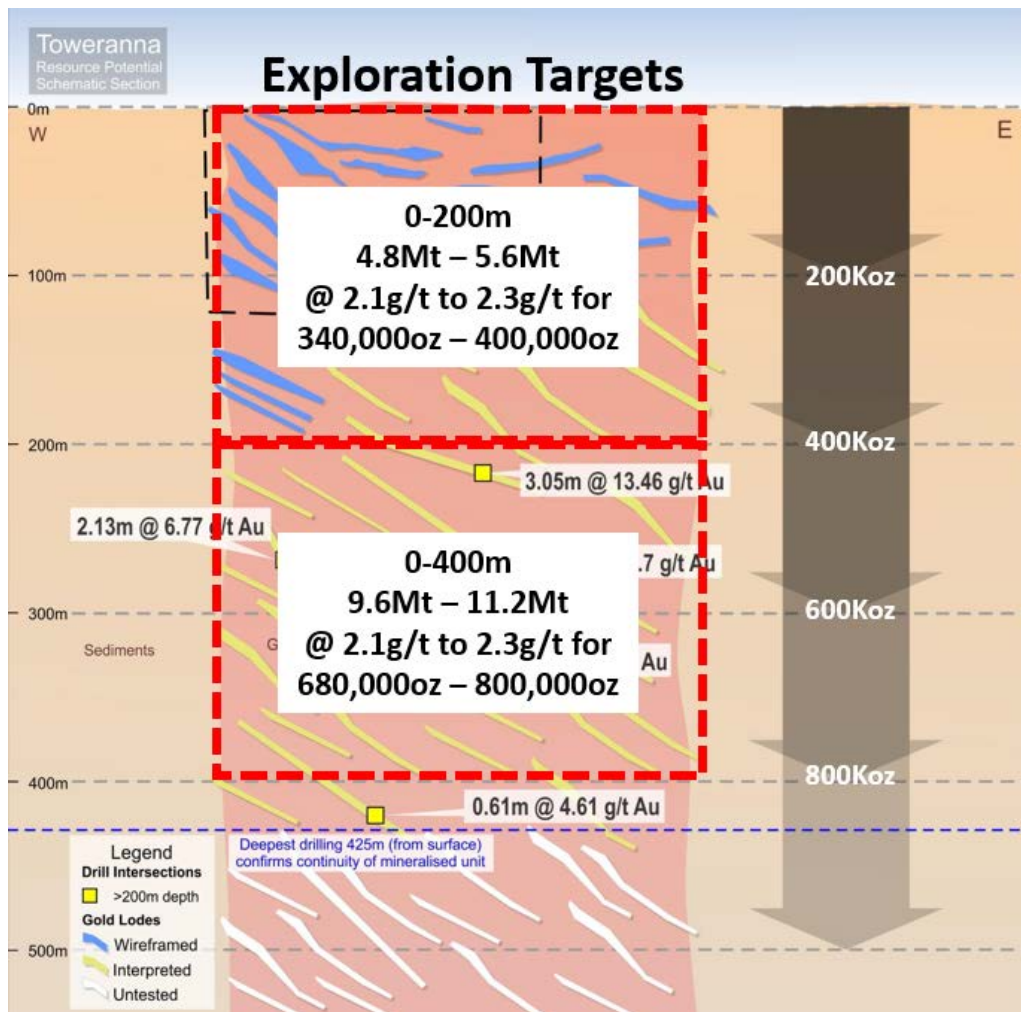 Toweranna
Resource Potential
Schematic Section
Exploration Targets
0m
W
E
0-200m
4.8Mt – 5.6Mt
@ 2.1g/t to 2.3g/t for
340,000oz – 400,000oz
100m
200Koz
200m
400Koz
3.05m @ 13.46 g/t Au
2.13m @ 6.77 g/t Au
.7 g/t Au
0-400m
9.6Mt – 11.2Mt
@ 2.1g/t to 2.3g/t for
680,000oz – 800,000oz
300m
600Koz
Sediments
G
Au
400m
800Koz
0.61m @ 4.61 g/t Au
Deepest drilling 425m (from surface)
confirms continuity of mineralised unit
Legend
Drill Intersections
>200m depth
Gold Lodes
Wireframed
Interpreted
Untested
500m